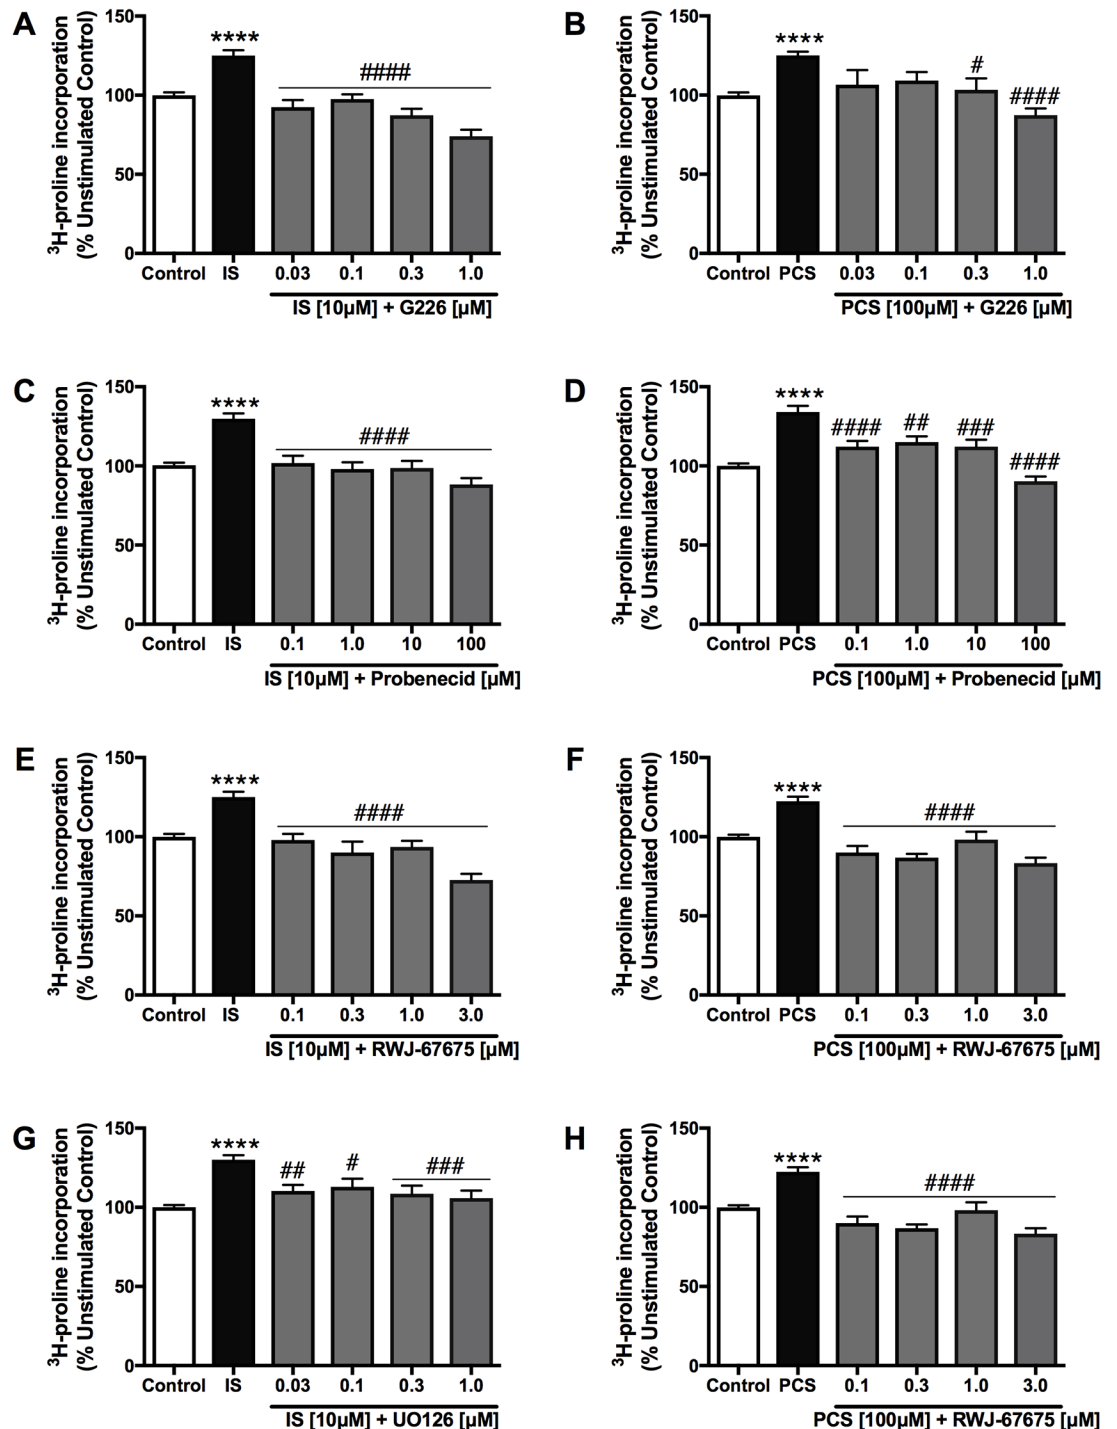 A
³H-proline incorporation
(% Unstimulated Control)
150
100
50
0
****
####
Control IS 0.03 0.1 0.3 1.0
IS [10µM] + G226 [µM]
B
³H-proline incorporation
(% Unstimulated Control)
150
100
50
0
****
#
####
Control PCS 0.03 0.1 0.3 1.0
PCS [100µM] + G226 [µM]
C
³H-proline incorporation
(% Unstimulated Control)
150
100
50
0
****
####
Control IS 0.1 1.0 10 100
IS [10µM] + Probenecid [µM]
D
³H-proline incorporation
(% Unstimulated Control)
150
100
50
0
****
#### ## ###
####
Control PCS 0.1 1.0 10 100
PCS [100µM] + Probenecid [µM]
E
³H-proline incorporation
(% Unstimulated Control)
150
100
50
0
****
####
Control IS 0.1 0.3 1.0 3.0
IS [10µM] + RWJ-67675 [µM]
F
³H-proline incorporation
(% Unstimulated Control)
150
100
50
0
****
####
Control PCS 0.1 0.3 1.0 3.0
PCS [100µM] + RWJ-67675 [µM]
G
³H-proline incorporation
(% Unstimulated Control)
150
100
50
0
****
## # ###
Control IS 0.03 0.1 0.3 1.0
IS [10µM] + UO126 [µM]
H
³H-proline incorporation
(% Unstimulated Control)
150
100
50
0
****
####
Control PCS 0.1 0.3 1.0 3.0
PCS [100µM] + RWJ-67675 [µM]